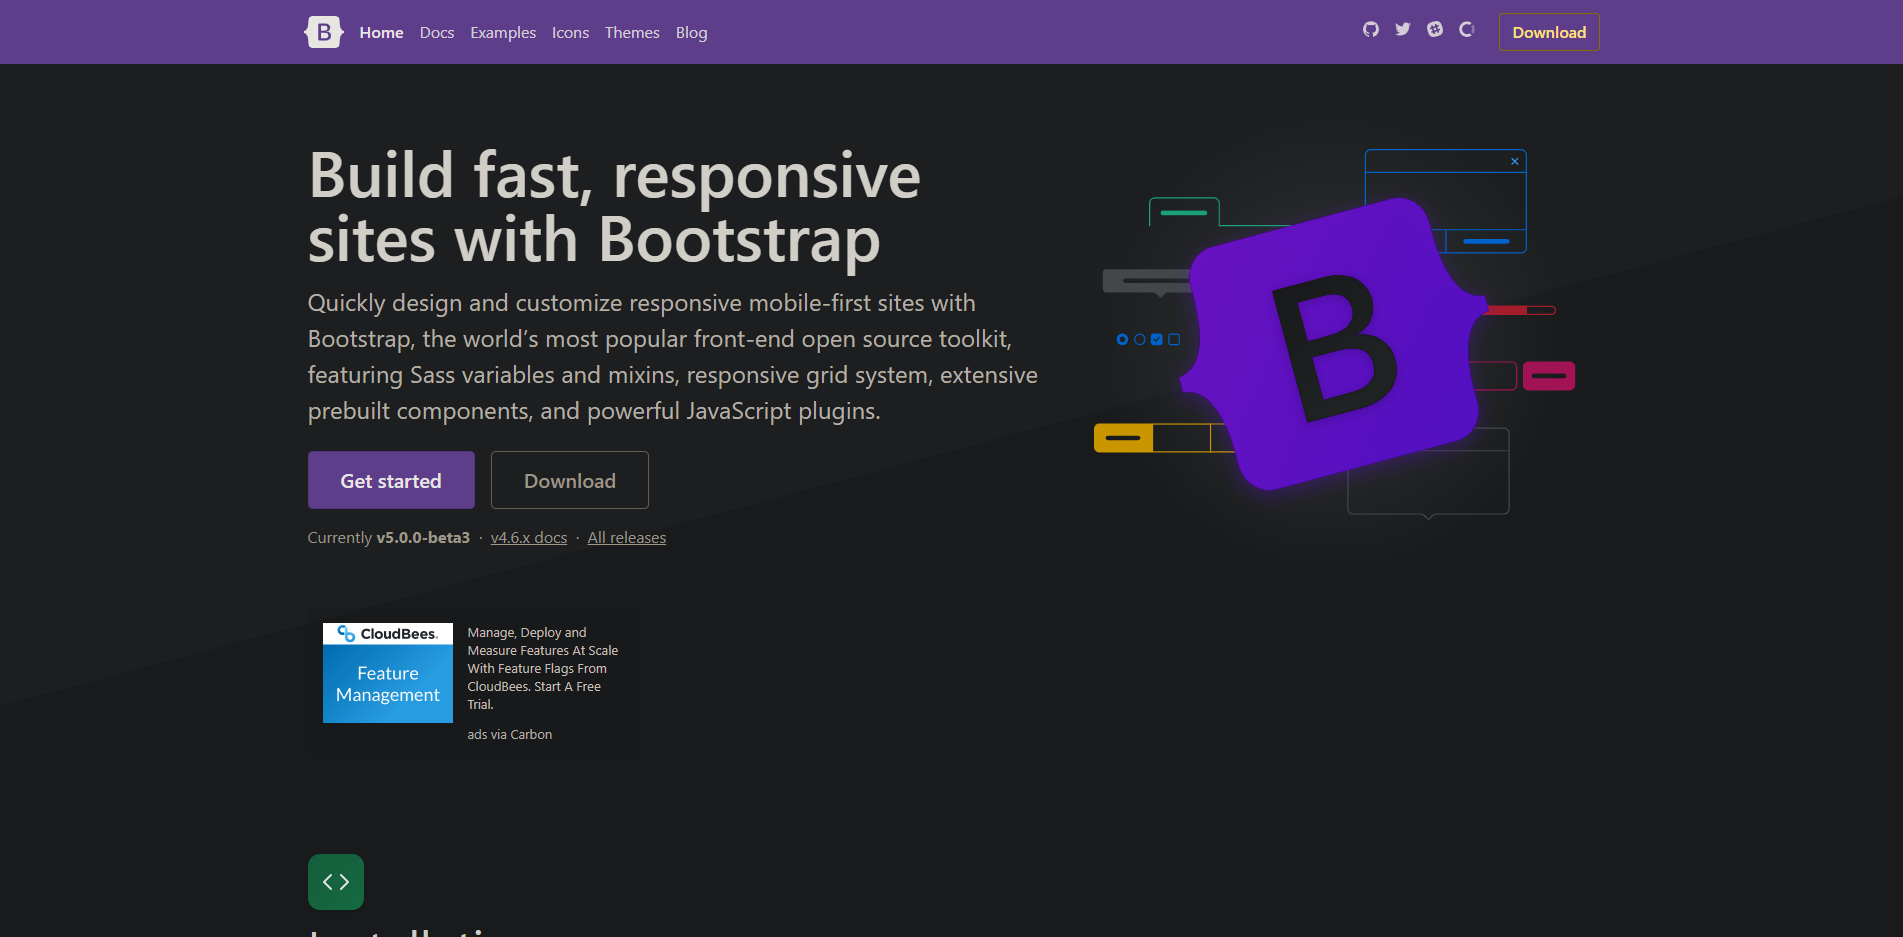 B Home Docs Examples Icons Themes Blog Download
Build fast, responsive
sites with Bootstrap
Quickly design and customize responsive mobile-first sites with
Bootstrap, the world’s most popular front-end open source toolkit,
featuring Sass variables and mixins, responsive grid system, extensive
prebuilt components, and powerful JavaScript plugins.
Get started Download
Currently v5.0.0-beta3 · v4.6.x docs · All releases
B
CloudBees.
Feature
Management
Manage, Deploy and
Measure Features At Scale
With Feature Flags From
CloudBees. Start A Free
Trial.
ads via Carbon